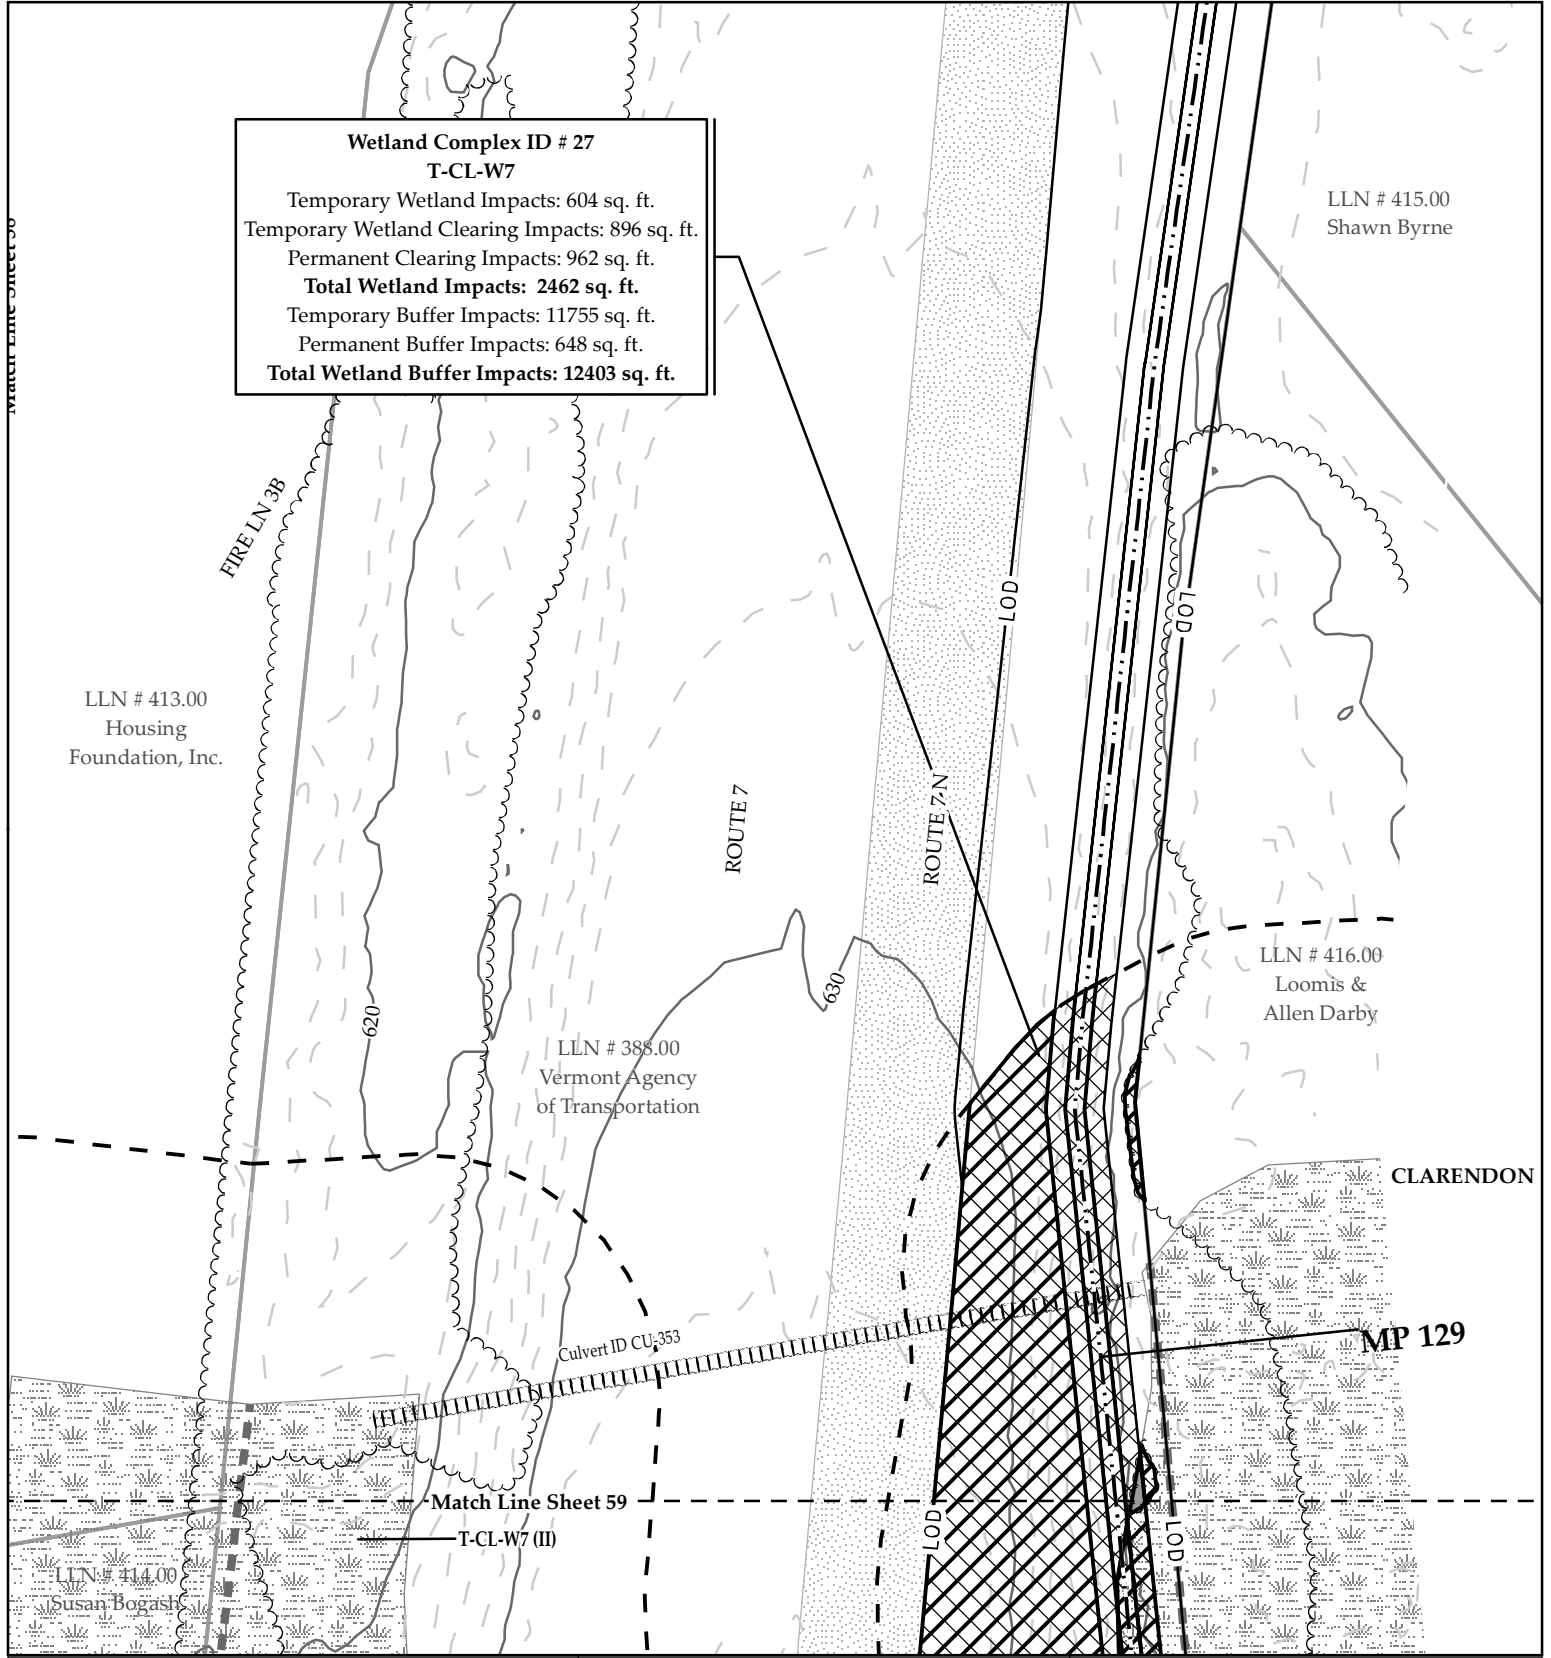 Wetland Complex ID # 27
T-CL-W7
Temporary Wetland Impacts: 604 sq. ft.
Temporary Wetland Clearing Impacts: 896 sq. ft.
Permanent Clearing Impacts: 962 sq. ft.
Total Wetland Impacts: 2462 sq. ft.
Temporary Buffer Impacts: 11755 sq. ft.
Permanent Buffer Impacts: 648 sq. ft.
Total Wetland Buffer Impacts: 12403 sq. ft.
LLN # 415.00
Shawn Byrne
Match Line Sheet
FIRE LN 3B
LOD
LOD
LLN # 413.00
Housing
Foundation, Inc.
ROUTE 7
ROUTE 7-N
LLN # 416.00
Loomis &
Allen Darby
630
620
LLN # 388.00
Vermont Agency
of Transportation
CLARENDON
Culvert ID CU-353
MP 129
Match Line Sheet 59
T-CL-W7 (II)
LOD
LOD
LLN # 414.00
Susan Bogash